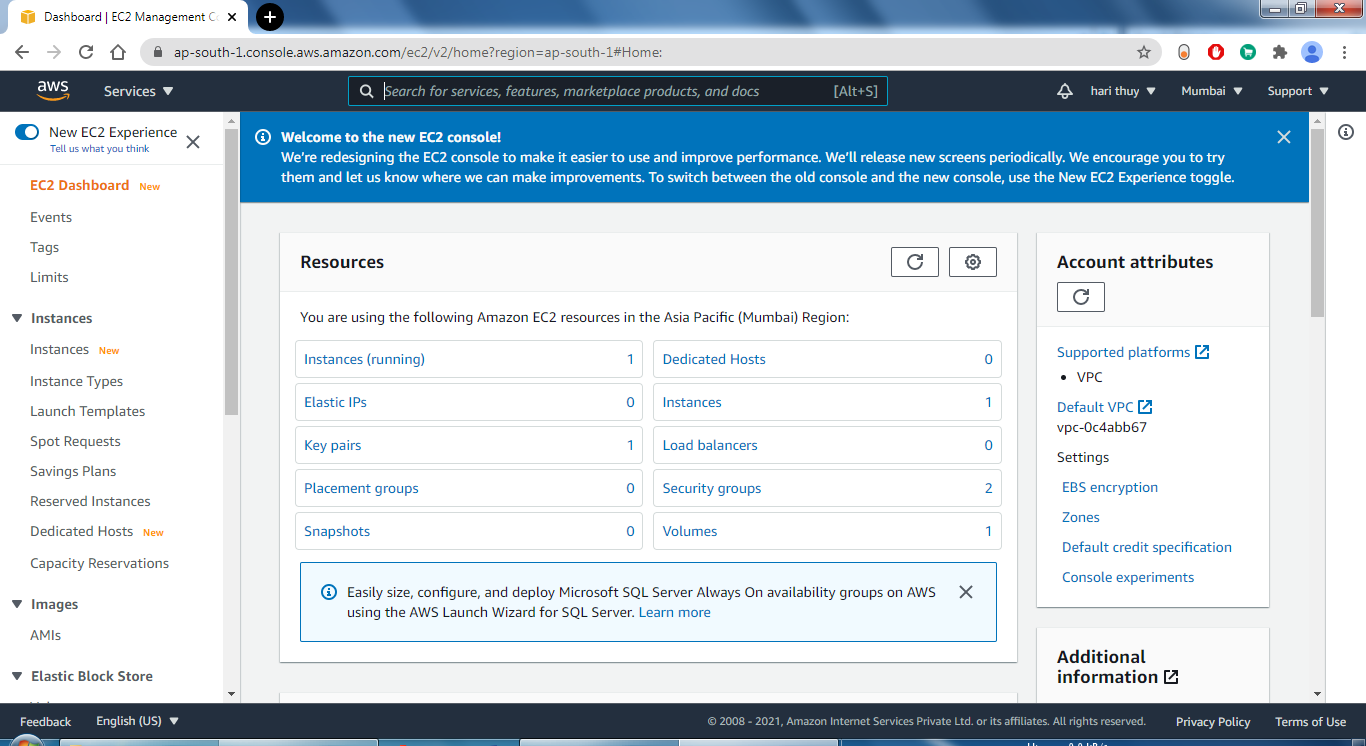 Dashboard | EC2 Management Co
ap-south-1.console.aws.amazon.com/ec2/v2/home?region=ap-south-1#Home:
aws
Services
Search for services, features, marketplace products, and docs
[Alt+S]
hari thuy
Mumbai
Support
New EC2 Experience
Tell us what you think
EC2 Dashboard New
Events
Tags
Limits
Instances
Instances New
Instance Types
Launch Templates
Spot Requests
Savings Plans
Reserved Instances
Dedicated Hosts New
Capacity Reservations
Images
AMIs
Elastic Block Store
Welcome to the new EC2 console!
We're redesigning the EC2 console to make it easier to use and improve performance. We'll release new screens periodically. We encourage you to try
them and let us know where we can make improvements. To switch between the old console and the new console, use the New EC2 Experience toggle.
Resources
You are using the following Amazon EC2 resources in the Asia Pacific (Mumbai) Region:
Instances (running) 1
Dedicated Hosts 0
Elastic IPs 0
Instances 1
Key pairs 1
Load balancers 0
Placement groups 0
Security groups 2
Snapshots 0
Volumes 1
Easily size, configure, and deploy Microsoft SQL Server Always On availability groups on AWS
using the AWS Launch Wizard for SQL Server. Learn more
Account attributes
Supported platforms
• VPC
Default VPC
vpc-0c4abb67
Settings
EBS encryption
Zones
Default credit specification
Console experiments
Additional
information
Feedback
English (US)
© 2008 - 2021, Amazon Internet Services Private Ltd. or its affiliates. All rights reserved.
Privacy Policy
Terms of Use